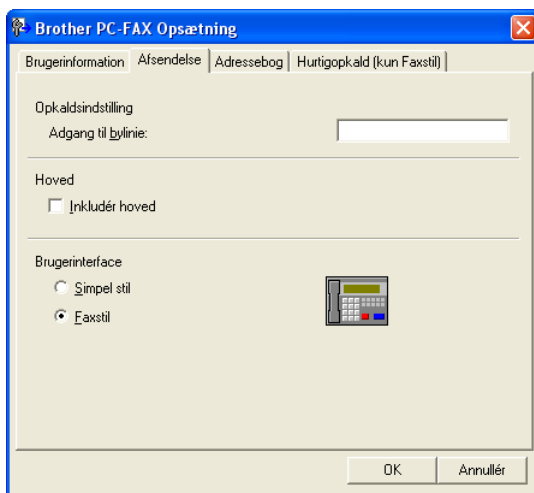 Brother PC-FAX Opsætning
Brugerinformation Afsendelse Adressebog Hurtigopkald (kun Faxstil)
Opkaldsindstilling
Adgang til bylinie:
Hoved
Inkludér hoved
Brugerinterface
Simpel stil
Faxstil
OK Annullér